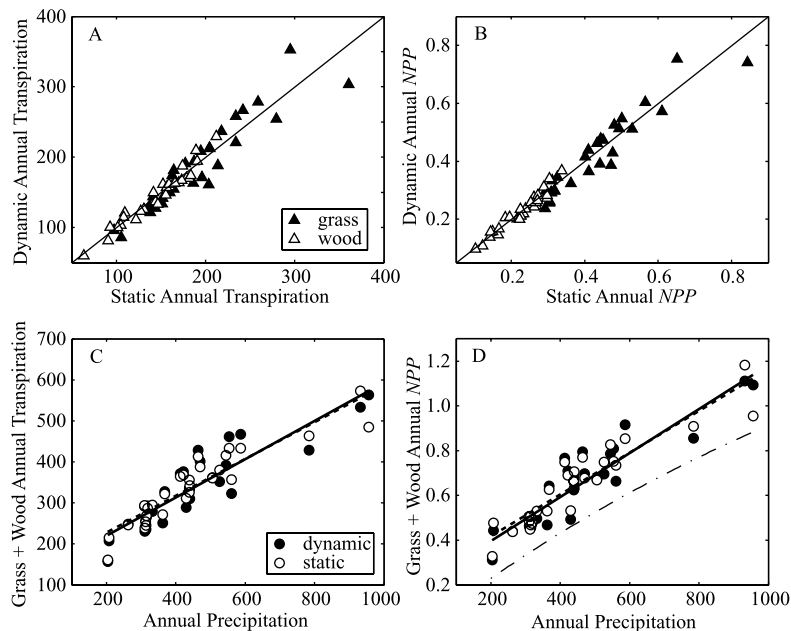 A
Dynamic Annual Transpiration
400
300
200
100
100
200
300
400
Static Annual Transpiration
grass
wood
B
Dynamic Annual NPP
0.8
0.6
0.4
0.2
0.2
0.4
0.6
0.8
Static Annual NPP
C
Grass + Wood Annual Transpiration
700
600
500
400
300
200
100
200
400
600
800
1000
Annual Precipitation
dynamic
static
D
Grass + Wood Annual NPP
1.2
1.0
0.8
0.6
0.4
0.2
200
400
600
800
1000
Annual Precipitation